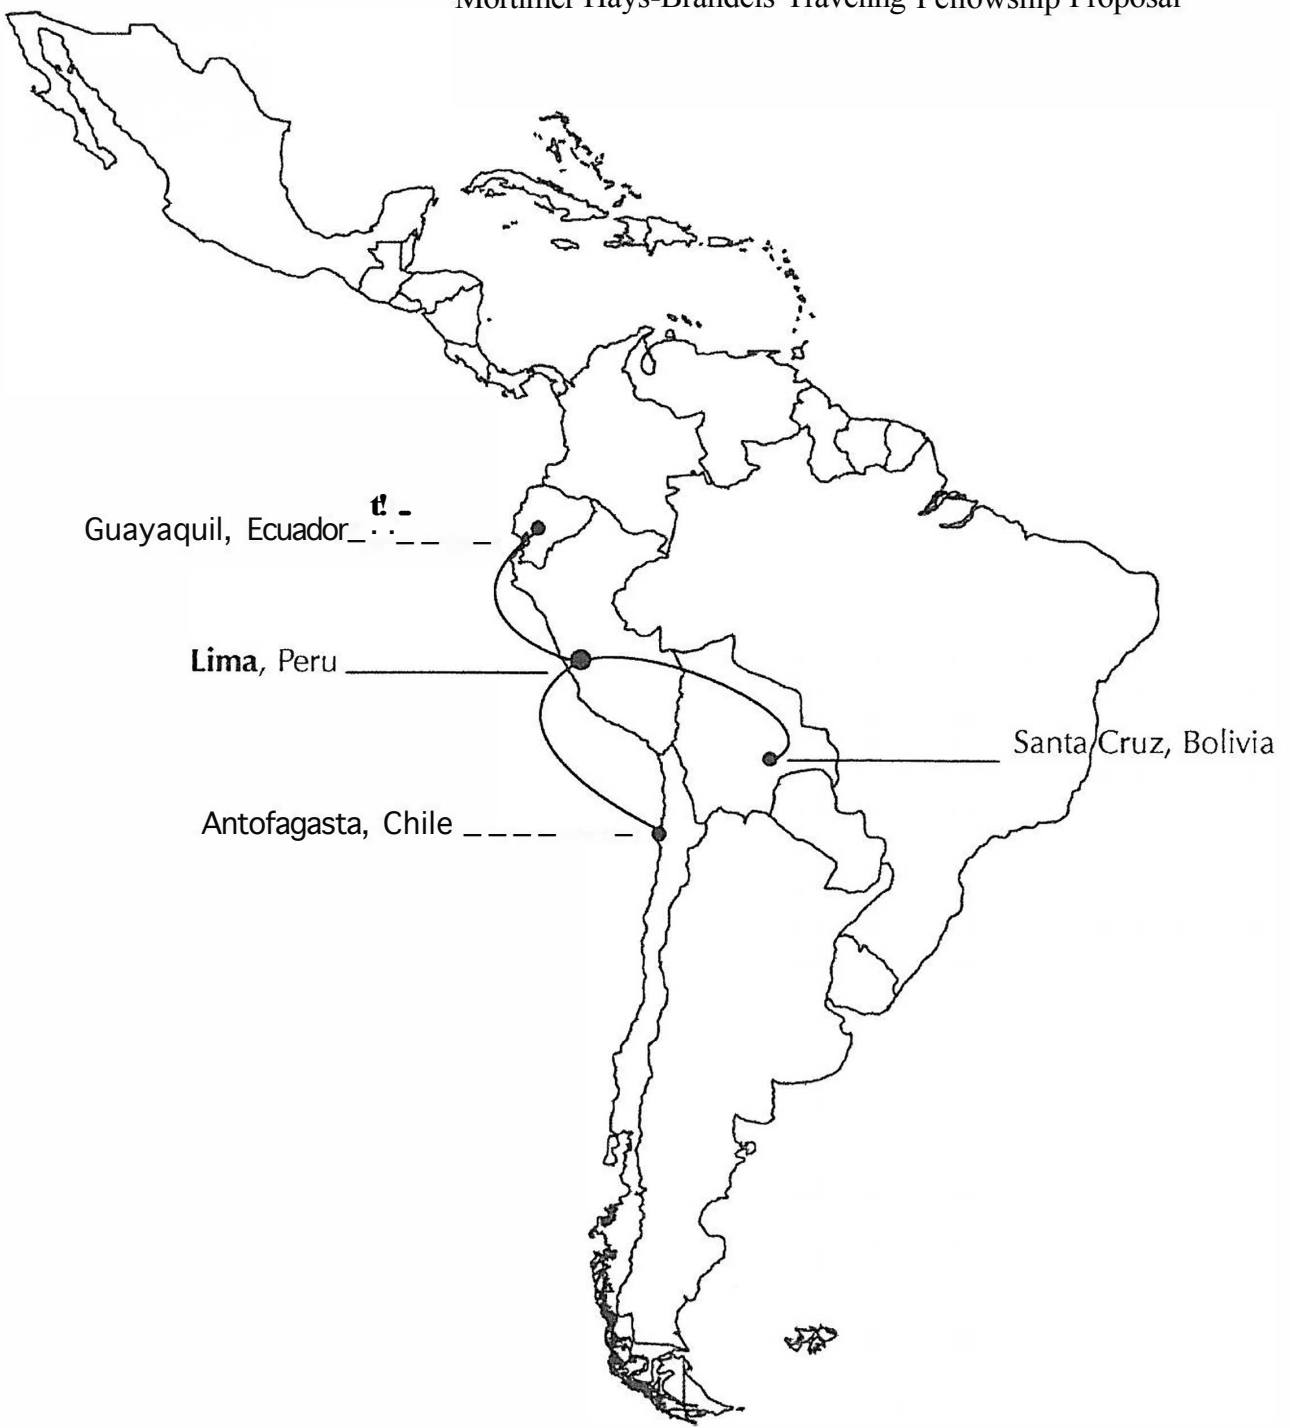 Mortimer Hays-Brandeis Traveling Fellowship Proposal
Guayaquil, Ecuador
Lima, Peru
Santa Cruz, Bolivia
Antofagasta, Chile